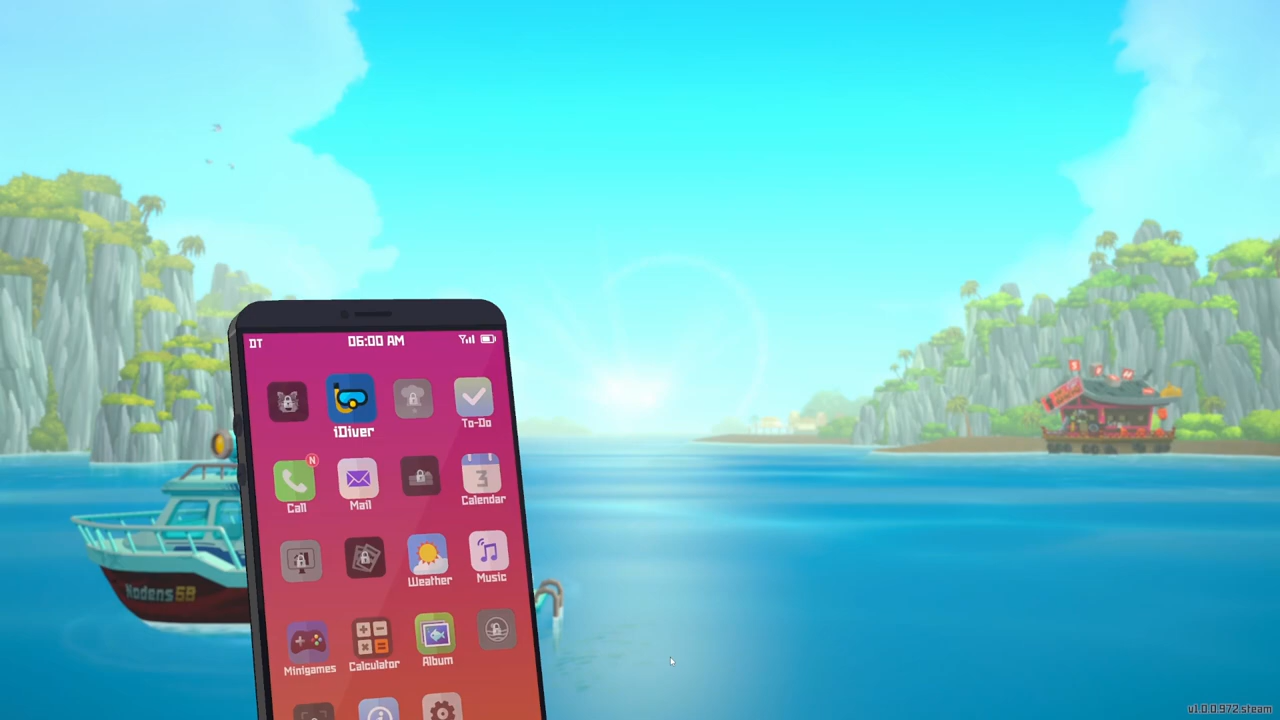 DT 06:00 AM
iDiver
To-Do
N
Call
Mail
3
Calendar
Weather
Music
Minigames
Calculator
Album
Nodens58
v1.0.0.972.steam